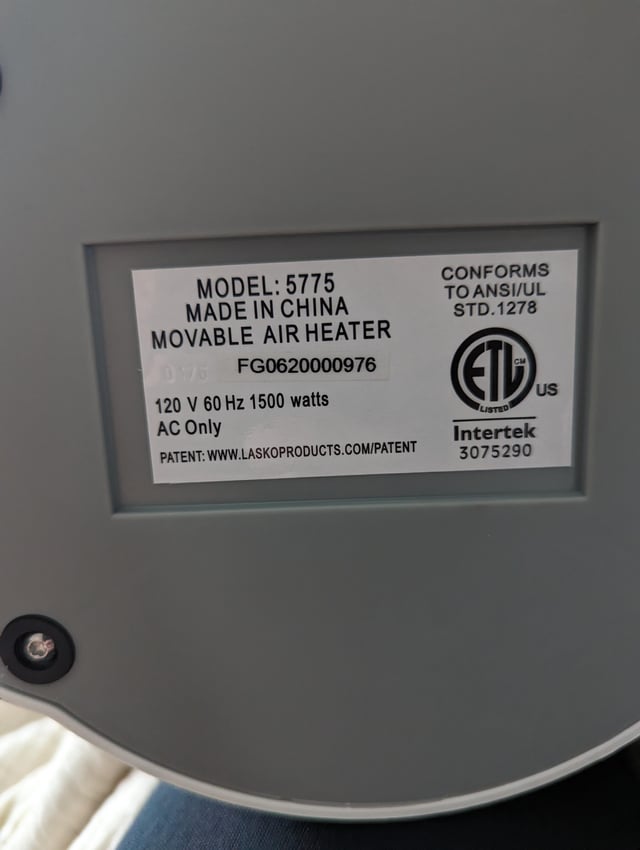 MODEL: 5775
MADE IN CHINA
MOVABLE AIR HEATER
FG0620000976
120 V 60 Hz 1500 watts
AC Only
PATENT: WWW.LASKOPRODUCTS.COM/PATENT
CONFORMS
TO ANSI/UL
STD.1278
ETL CM
LISTED
US
Intertek
3075290